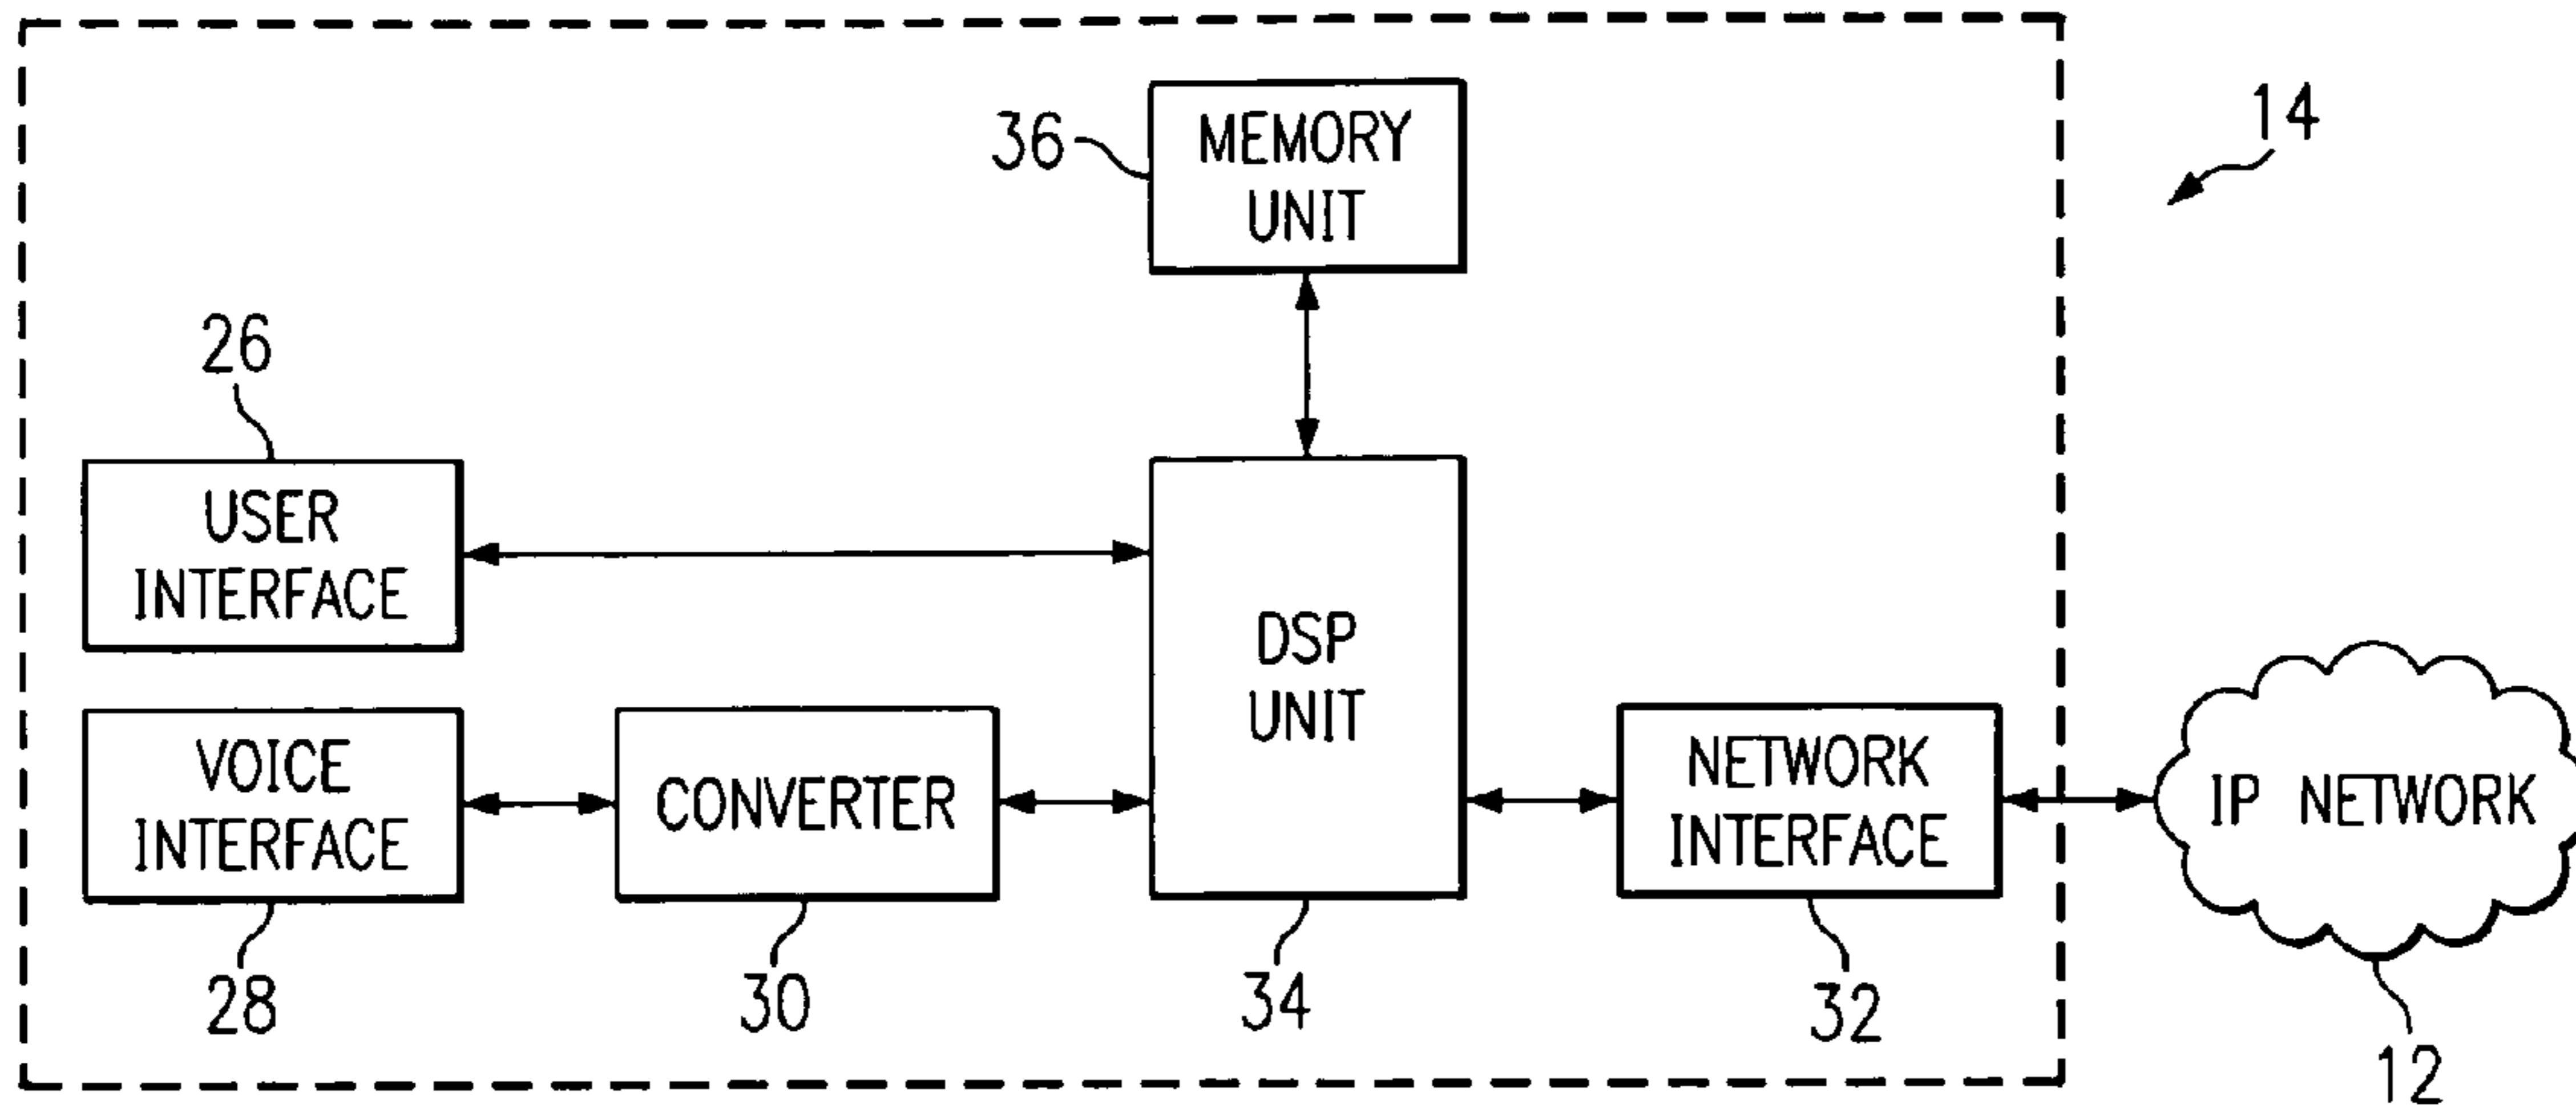 14
36
MEMORY
UNIT
26
USER
INTERFACE
DSP
UNIT
VOICE
INTERFACE
CONVERTER
NETWORK
INTERFACE
IP NETWORK
28
30
34
32
12